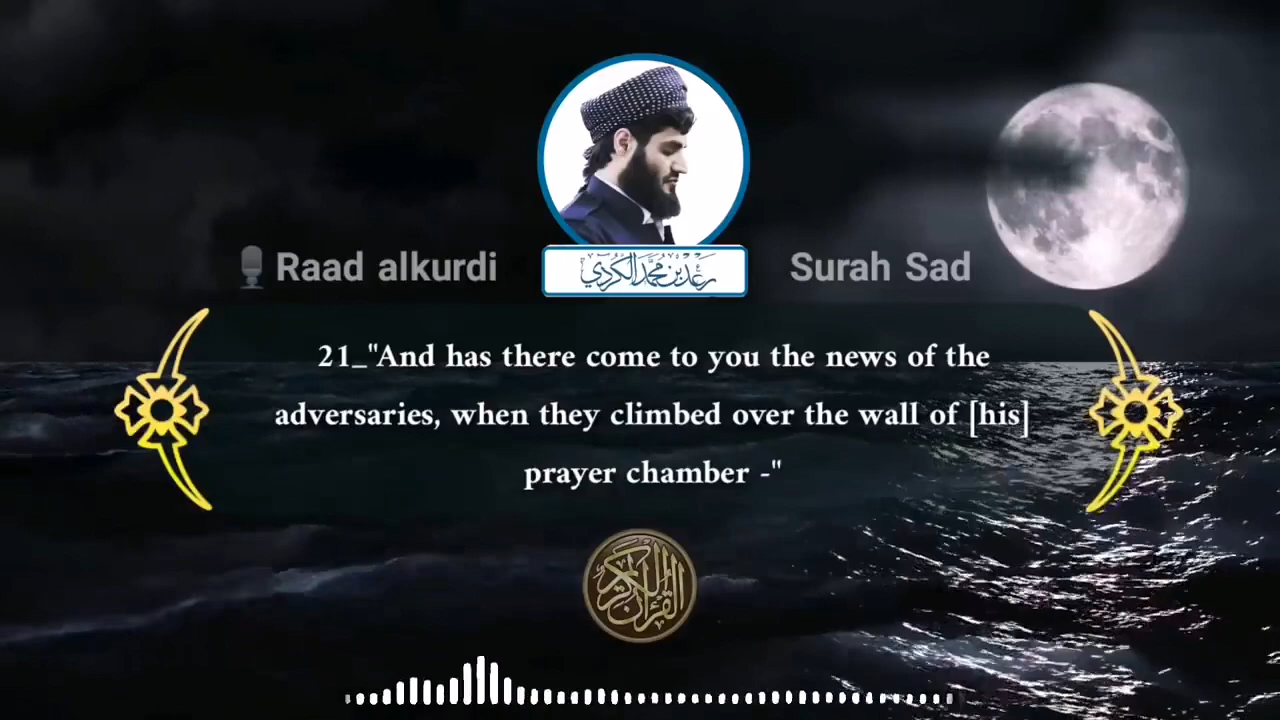 Raad alkurdi
رعد بن محمد الكردي
Surah Sad
21_"And has there come to you the news of the
adversaries, when they climbed over the wall of [his]
prayer chamber -"
القرآن الكريم